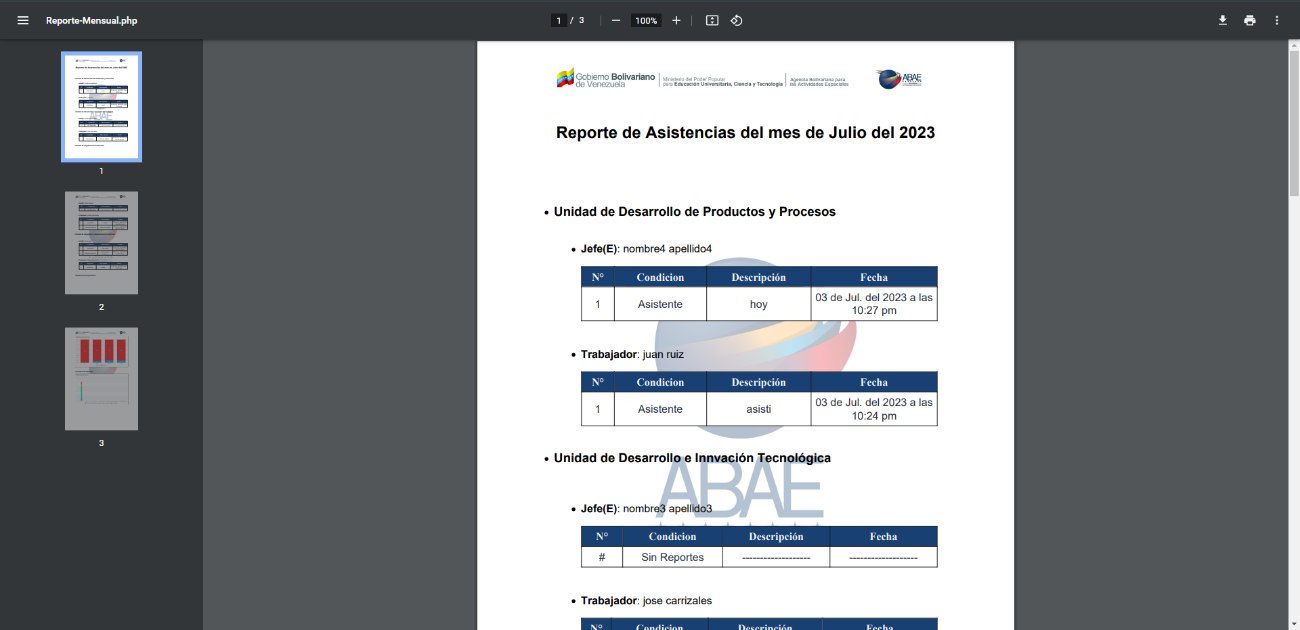 Reporte-Mensual.php
1 / 3
100%
1
2
3
Gobierno Bolivariano
de Venezuela
Ministerio del Poder Popular
para Educación Universitaria, Ciencia y Tecnología
Agencia Bolivariana para
las Actividades Espaciales
ABAE
Reporte de Asistencias del mes de Julio del 2023
• Unidad de Desarrollo de Productos y Procesos
• Jefe(E): nombre4 apellido4
N° Condicion Descripción Fecha
1 Asistente hoy 03 de Jul. del 2023 a las
10:27 pm
• Trabajador: juan ruiz
N° Condicion Descripción Fecha
1 Asistente asisti 03 de Jul. del 2023 a las
10:24 pm
• Unidad de Desarrollo e Innvación Tecnológica
ABAE
• Jefe(E): nombre3 apellido3
N° Condicion Descripción Fecha
# Sin Reportes ------------------- -------------------
• Trabajador: jose carrizales
N° Condicion Descripción Fecha